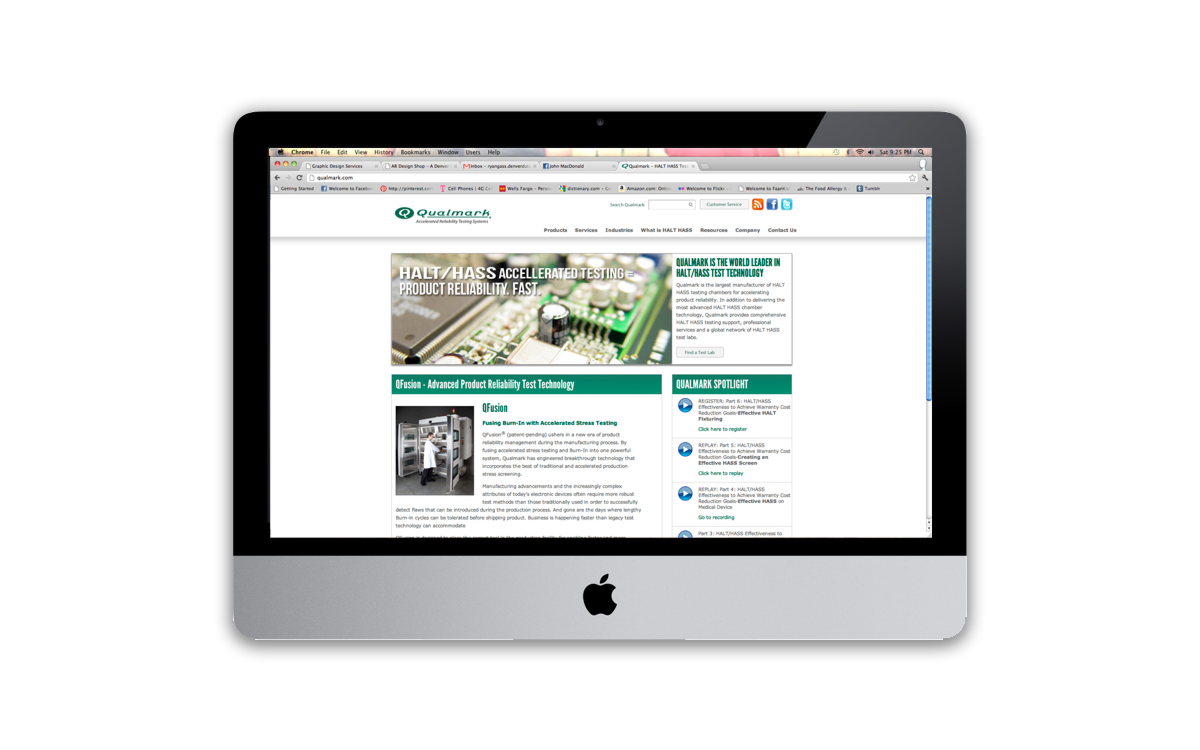 Chrome File Edit View History Bookmarks Window Users Help Sat 9:25 PM
Graphic Design Services AR Design Shop – A Denver Inbox – ryangass.denver John MacDonald Qualmark – HALT HASS Test
qualmark.com
Getting Started Welcome to Facebo http://pinterest.com Cell Phones | 4G Ce Wells Fargo – Person dictionary.com – G Amazon.com: Online Welcome to Flickr Welcome to The Food Allergy & Tumblr »
Search Qualmark: Customer Service
Qualmark
Accelerated Reliability Testing Systems
Products Services Industries What is HALT HASS Resources Company Contact Us
HALT/HASS ACCELLERATED TESTING =
PRODUCT RELIABILITY. FAST.
QUALMARK IS THE WORLD LEADER IN
HALT/HASS TEST TECHNOLOGY
Qualmark is the largest manufacturer of HALT
HASS testing chambers for accelerating
product reliability. In addition to delivering the
most advanced HALT HASS chamber
technology, Qualmark provides comprehensive
HALT HASS testing support, professional
services and a global network of HALT HASS
test labs.
Find a Test Lab
QFusion - Advanced Product Reliability Test Technology
QFusion
Fusing Burn-In with Accelerated Stress Testing
QFusion® (patent-pending) ushers in a new era of product
reliability management during the manufacturing process. By
fusing accelerated stress testing and Burn-In into one powerful
system, Qualmark has engineered breakthrough technology that
incorporates the best of traditional and accelerated production
stress screening.
Manufacturing advancements and the increasingly complex
attributes of today's electronic devices often require more robust
test methods than those traditionally used in order to successfully
detect flaws that can be introduced during the production process. And gone are the days where lengthy
Burn-in cycles can be tolerated before shipping product. Business is happening faster than legacy test
technology can accommodate
QUALMARK SPOTLIGHT
REGISTER: Part 6: HALT/HASS
Effectiveness to Achieve Warranty Cost
Reduction Goals-Effective HALT
Fixturing
Click here to register
REPLAY: Part 5: HALT/HASS
Effectiveness to Achieve Warranty Cost
Reduction Goals-Creating an
Effective HASS Screen
Click here to replay
REPLAY: Part 4: HALT/HASS
Effectiveness to Achieve Warranty Cost
Reduction Goals-Effective HASS on
Medical Device
Go to recording
Part 3: HALT/HASS Effectiveness to